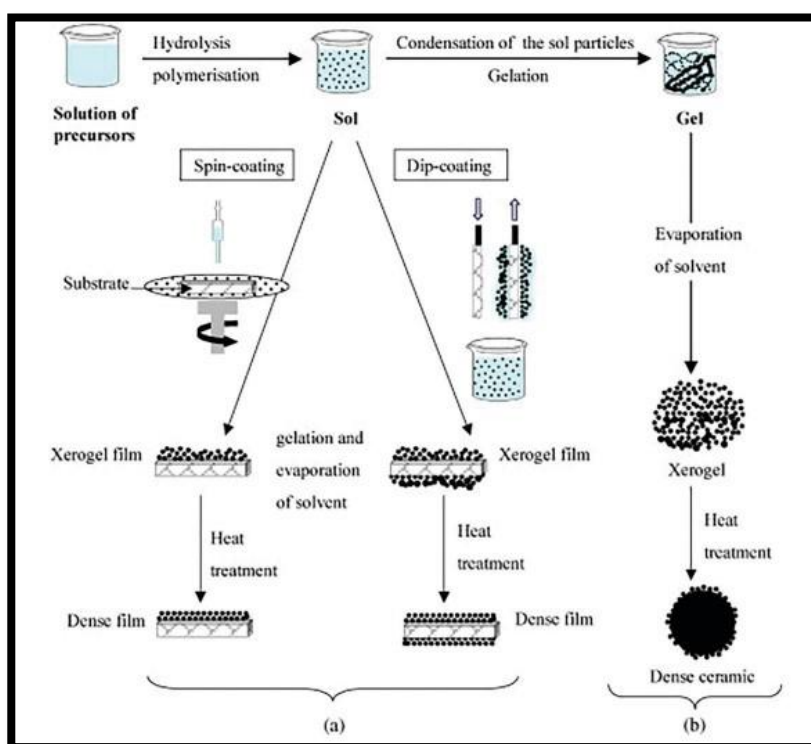 Hydrolysis
polymerisation
Condensation of the sol particles
Gelation
Solution of
precursors
Sol
Gel
Spin-coating
Dip-coating
Evaporation
of solvent
Substrate
Xerogel film
gelation and
evaporation
of solvent
Xerogel film
Xerogel
Heat
treatment
Heat
treatment
Heat
treatment
Dense film
Dense film
Dense ceramic
(a)
(b)